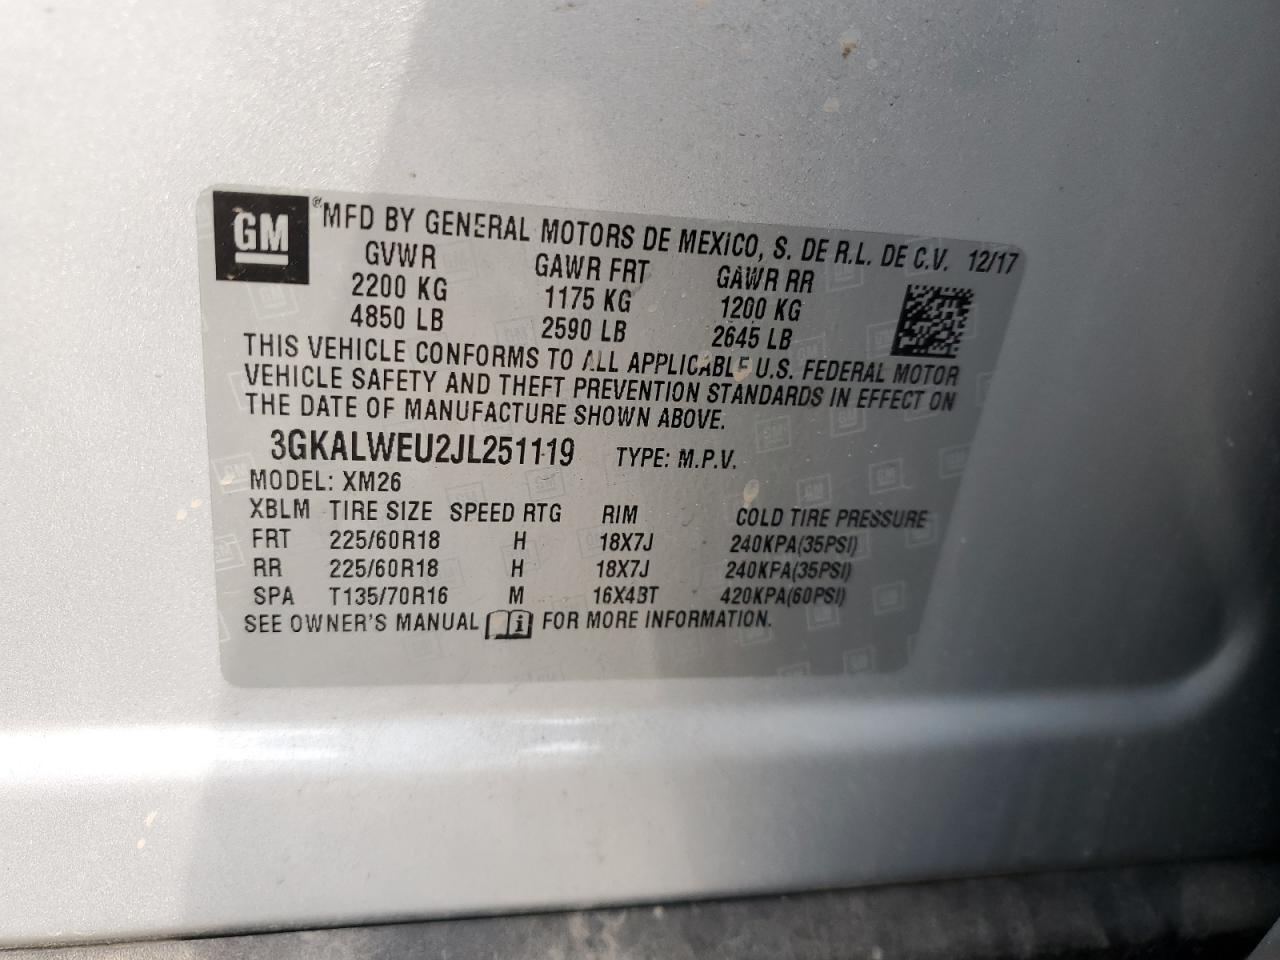 GM ® MFD BY GENERAL MOTORS DE MEXICO, S. DE R.L. DE C.V. 12/17
GVWR GAWR FRT GAWR RR
2200 KG 1175 KG 1200 KG
4850 LB 2590 LB 2645 LB
THIS VEHICLE CONFORMS TO ALL APPLICABLE U.S. FEDERAL MOTOR
VEHICLE SAFETY AND THEFT PREVENTION STANDARDS IN EFFECT ON
THE DATE OF MANUFACTURE SHOWN ABOVE.
3GKALWEU2JL251119 TYPE: M.P.V.
MODEL: XM26
XBLM TIRE SIZE SPEED RTG RIM COLD TIRE PRESSURE
FRT 225/60R18 H 18X7J 240KPA(35PSI)
RR 225/60R18 H 18X7J 240KPA(35PSI)
SPA T135/70R16 M 16X4BT 420KPA(60PSI)
SEE OWNER'S MANUAL i FOR MORE INFORMATION.